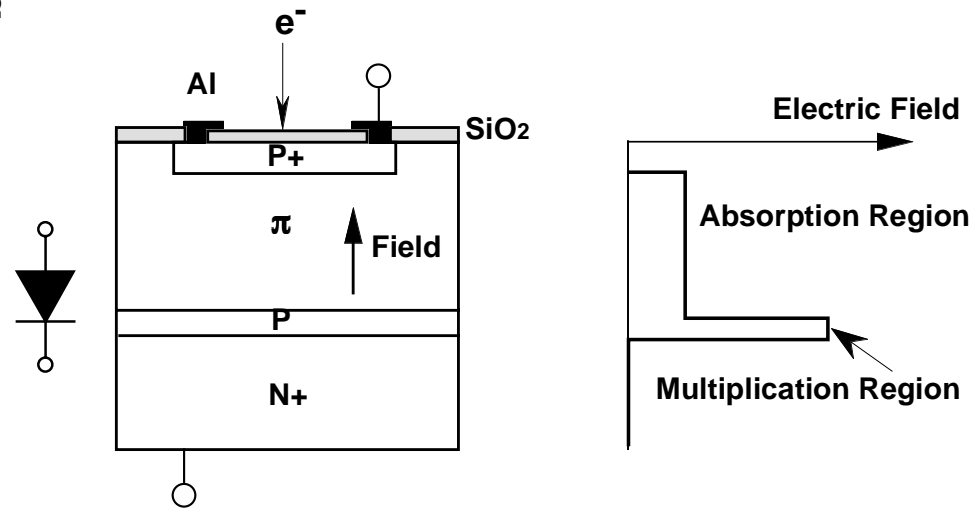 e-
Al
SiO2
P+
π
Field
P
N+
Electric Field
Absorption Region
Multiplication Region